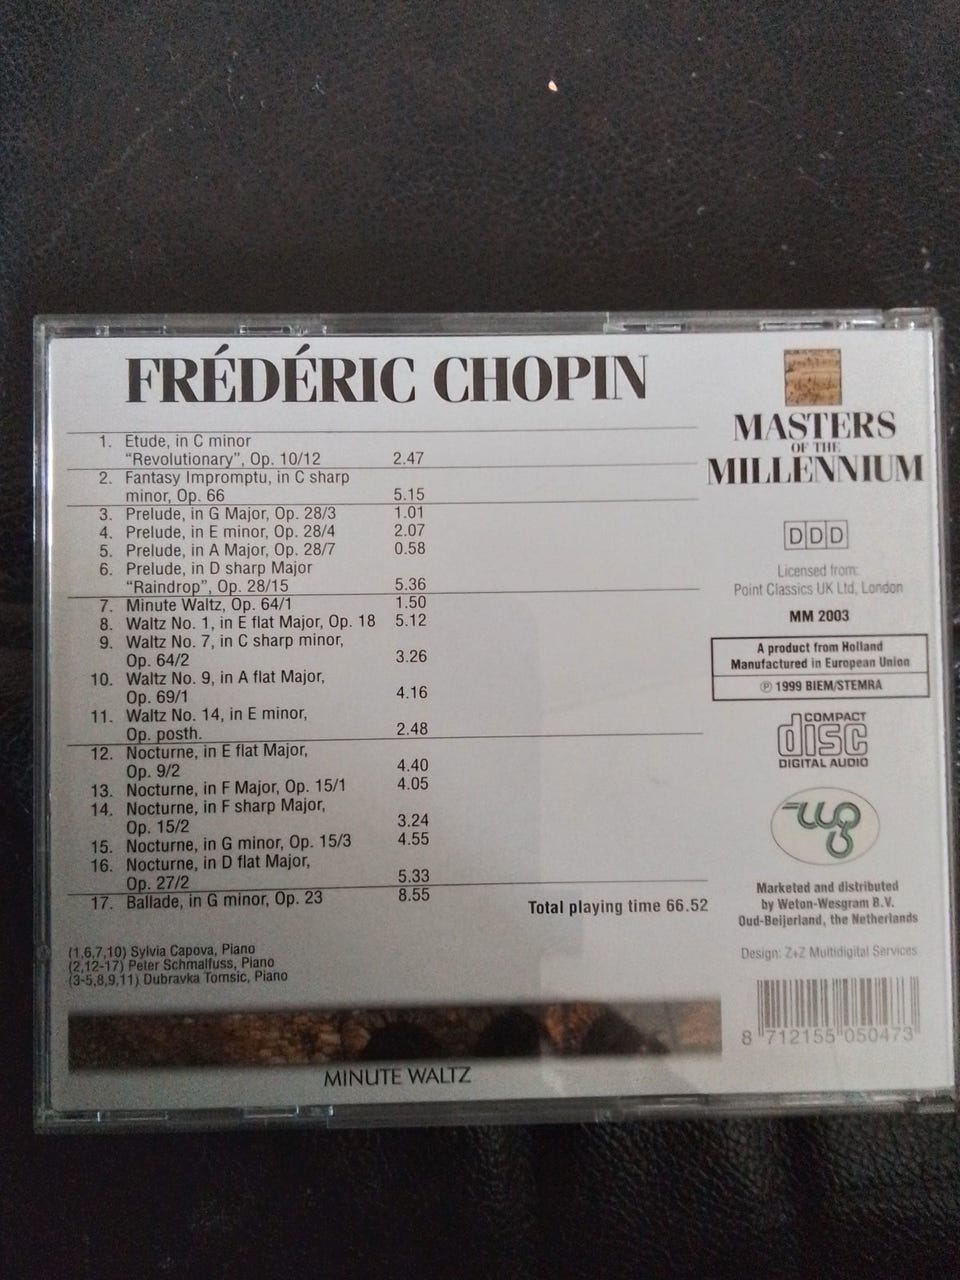 FRÉDÉRIC CHOPIN
1. Etude, in C minor
"Revolutionary", Op. 10/12 2.47
2. Fantasy Impromptu, in C sharp
minor, Op. 66 5.15
3. Prelude, in G Major, Op. 28/3 1.01
4. Prelude, in E minor, Op. 28/4 2.07
5. Prelude, in A Major, Op. 28/7 0.58
6. Prelude, in D sharp Major
"Raindrop", Op. 28/15 5.36
7. Minute Waltz, Op. 64/1 1.50
8. Waltz No. 1, in E flat Major, Op. 18 5.12
9. Waltz No. 7, in C sharp minor,
Op. 64/2 3.26
10. Waltz No. 9, in A flat Major,
Op. 69/1 4.16
11. Waltz No. 14, in E minor,
Op. posth. 2.48
12. Nocturne, in E flat Major,
Op. 9/2 4.40
13. Nocturne, in F Major, Op. 15/1 4.05
14. Nocturne, in F sharp Major,
Op. 15/2 3.24
15. Nocturne, in G minor, Op. 15/3 4.55
16. Nocturne, in D flat Major,
Op. 27/2 5.33
17. Ballade, in G minor, Op. 23 8.55
Total playing time 66.52
(1,6,7,10) Sylvia Capova, Piano
(2,12-17) Peter Schmalfuss, Piano
(3-5,8,9,11) Dubravka Tomsic, Piano
MINUTE WALTZ
MASTERS
OF THE
MILLENNIUM
DDD
Licensed from:
Point Classics UK Ltd, London
MM 2003
A product from Holland
Manufactured in European Union
℗ 1999 BIEM/STEMRA
COMPACT
disc
DIGITAL AUDIO
wg
Marketed and distributed
by Weton-Wesgram B.V.
Oud-Beijerland, the Netherlands
Design: Z+Z Multidigital Services
8 712155 050473